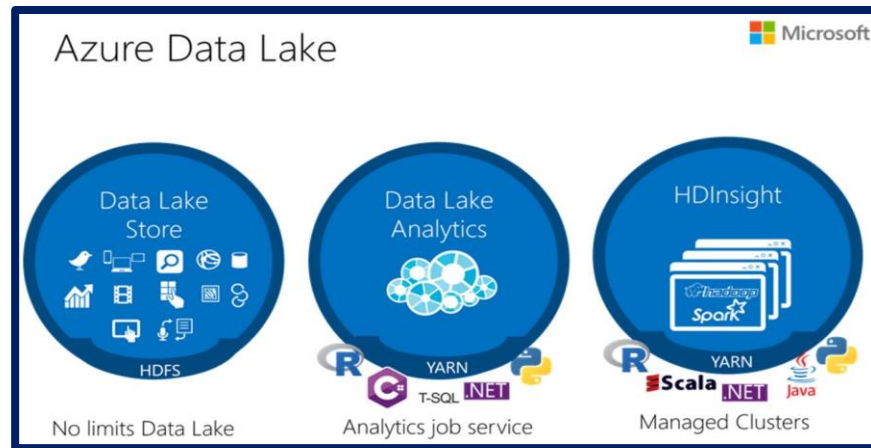 Azure Data Lake
Microsoft
Data Lake
Store
HDFS
No limits Data Lake
Data Lake
Analytics
YARN
R
C#
T-SQL
.NET
Analytics job service
HDInsight
hadoop
Spark
YARN
R
Scala
.NET
Java
Managed Clusters